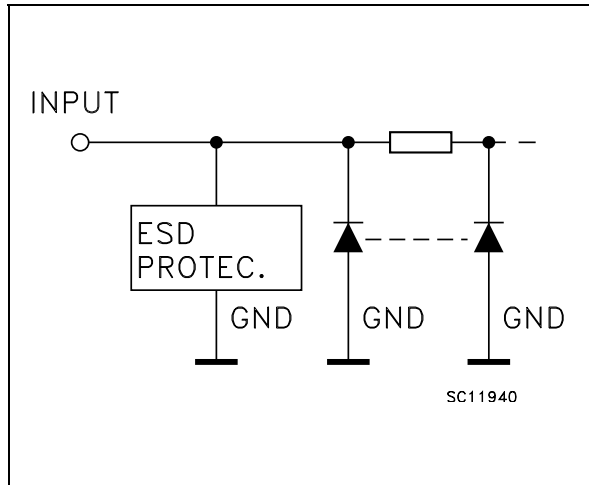 INPUT
ESD
PROTEC.
GND
GND
GND
SC11940